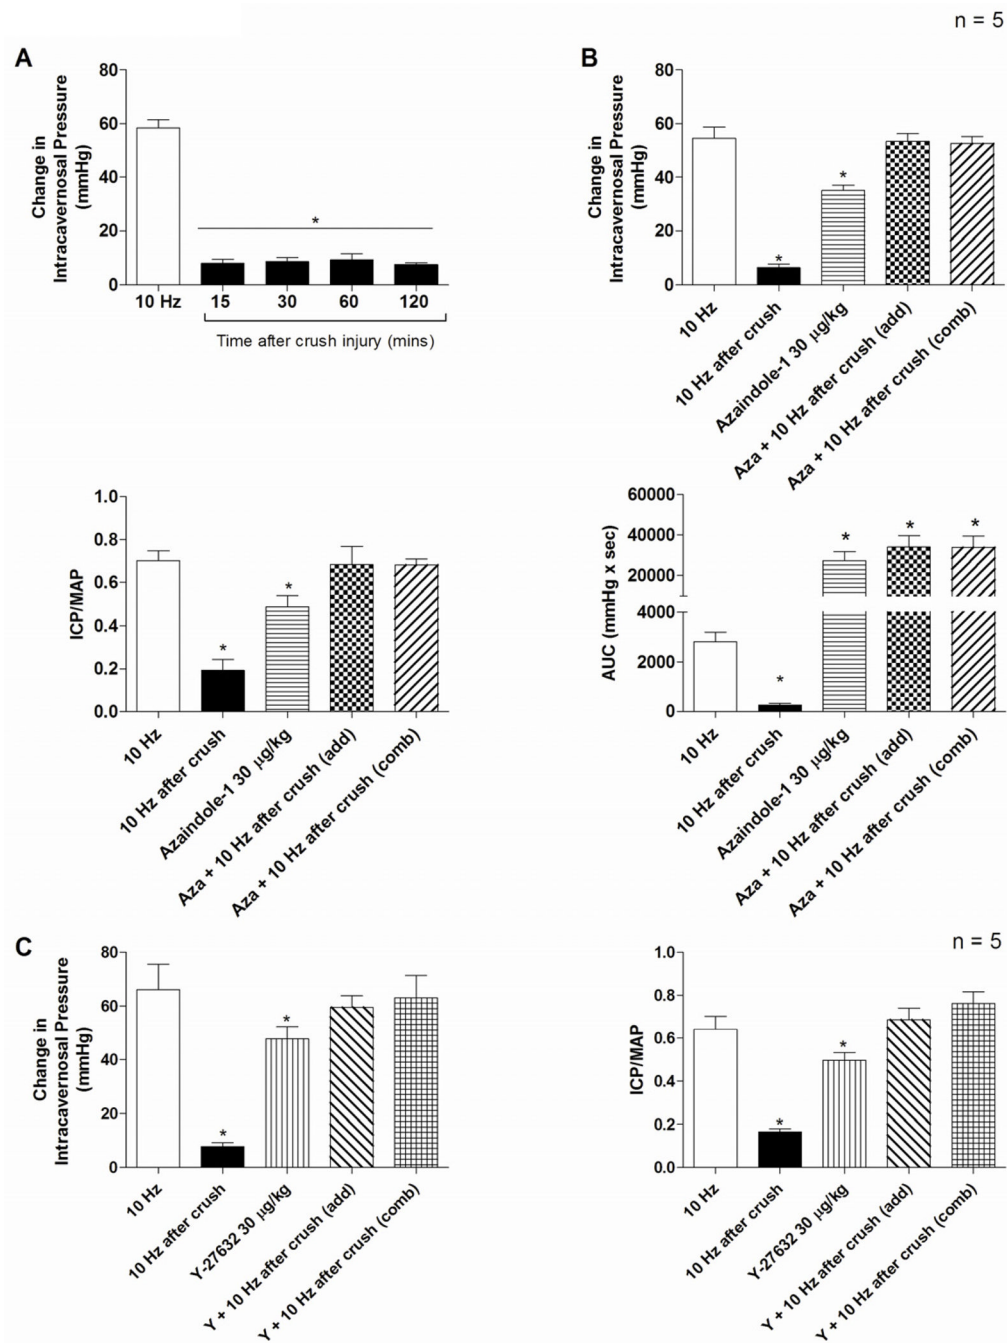 n = 5
A
Change in
Intracavernosal Pressure
(mmHg)
80
60
40
20
0
*
10 Hz
15
30
60
120
Time after crush injury (mins)
B
Change in
Intracavernosal Pressure
(mmHg)
80
60
40
20
0
*
*
10 Hz
10 Hz after crush
Azaindole-1 30 μg/kg
Aza + 10 Hz after crush (add)
Aza + 10 Hz after crush (comb)
ICP/MAP
1.0
0.8
0.6
0.4
0.2
0.0
*
*
10 Hz
10 Hz after crush
Azaindole-1 30 μg/kg
Aza + 10 Hz after crush (add)
Aza + 10 Hz after crush (comb)
AUC (mmHg x sec)
60000
40000
20000
4000
2000
0
*
*
*
*
10 Hz
10 Hz after crush
Azaindole-1 30 μg/kg
Aza + 10 Hz after crush (add)
Aza + 10 Hz after crush (comb)
C
Change in
Intracavernosal Pressure
(mmHg)
80
60
40
20
0
*
*
10 Hz
10 Hz after crush
Y-27632 30 μg/kg
Y + 10 Hz after crush (add)
Y + 10 Hz after crush (comb)
n = 5
ICP/MAP
1.0
0.8
0.6
0.4
0.2
0.0
*
*
10 Hz
10 Hz after crush
Y-27632 30 μg/kg
Y + 10 Hz after crush (add)
Y + 10 Hz after crush (comb)